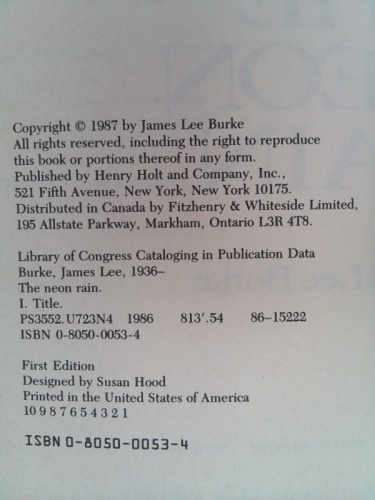 Copyright © 1987 by James Lee Burke
All rights reserved, including the right to reproduce
this book or portions thereof in any form.
Published by Henry Holt and Company, Inc.,
521 Fifth Avenue, New York, New York 10175.
Distributed in Canada by Fitzhenry & Whiteside Limited,
195 Allstate Parkway, Markham, Ontario L3R 4T8.
Library of Congress Cataloging in Publication Data
Burke, James Lee, 1936–
The neon rain.
I. Title.
PS3552.U723N4 1986 813'.54 86-15222
ISBN 0-8050-0053-4
First Edition
Designed by Susan Hood
Printed in the United States of America
10 9 8 7 6 5 4 3 2 1
ISBN 0-8050-0053-4